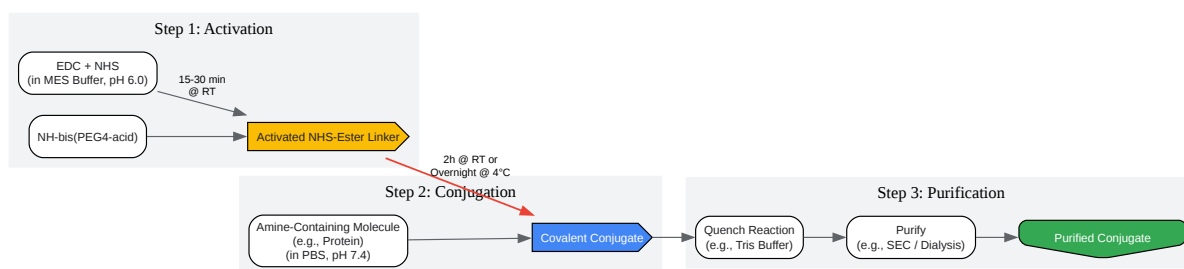 Step 1: Activation
EDC + NHS
(in MES Buffer, pH 6.0)
15-30 min
@ RT
NH-bis(PEG4-acid)
Activated NHS-Ester Linker
2h @ RT or
Overnight @ 4°C
Step 2: Conjugation
Amine-Containing Molecule
(e.g., Protein)
(in PBS, pH 7.4)
Covalent Conjugate
Step 3: Purification
Quench Reaction
(e.g., Tris Buffer)
Purify
(e.g., SEC / Dialysis)
Purified Conjugate